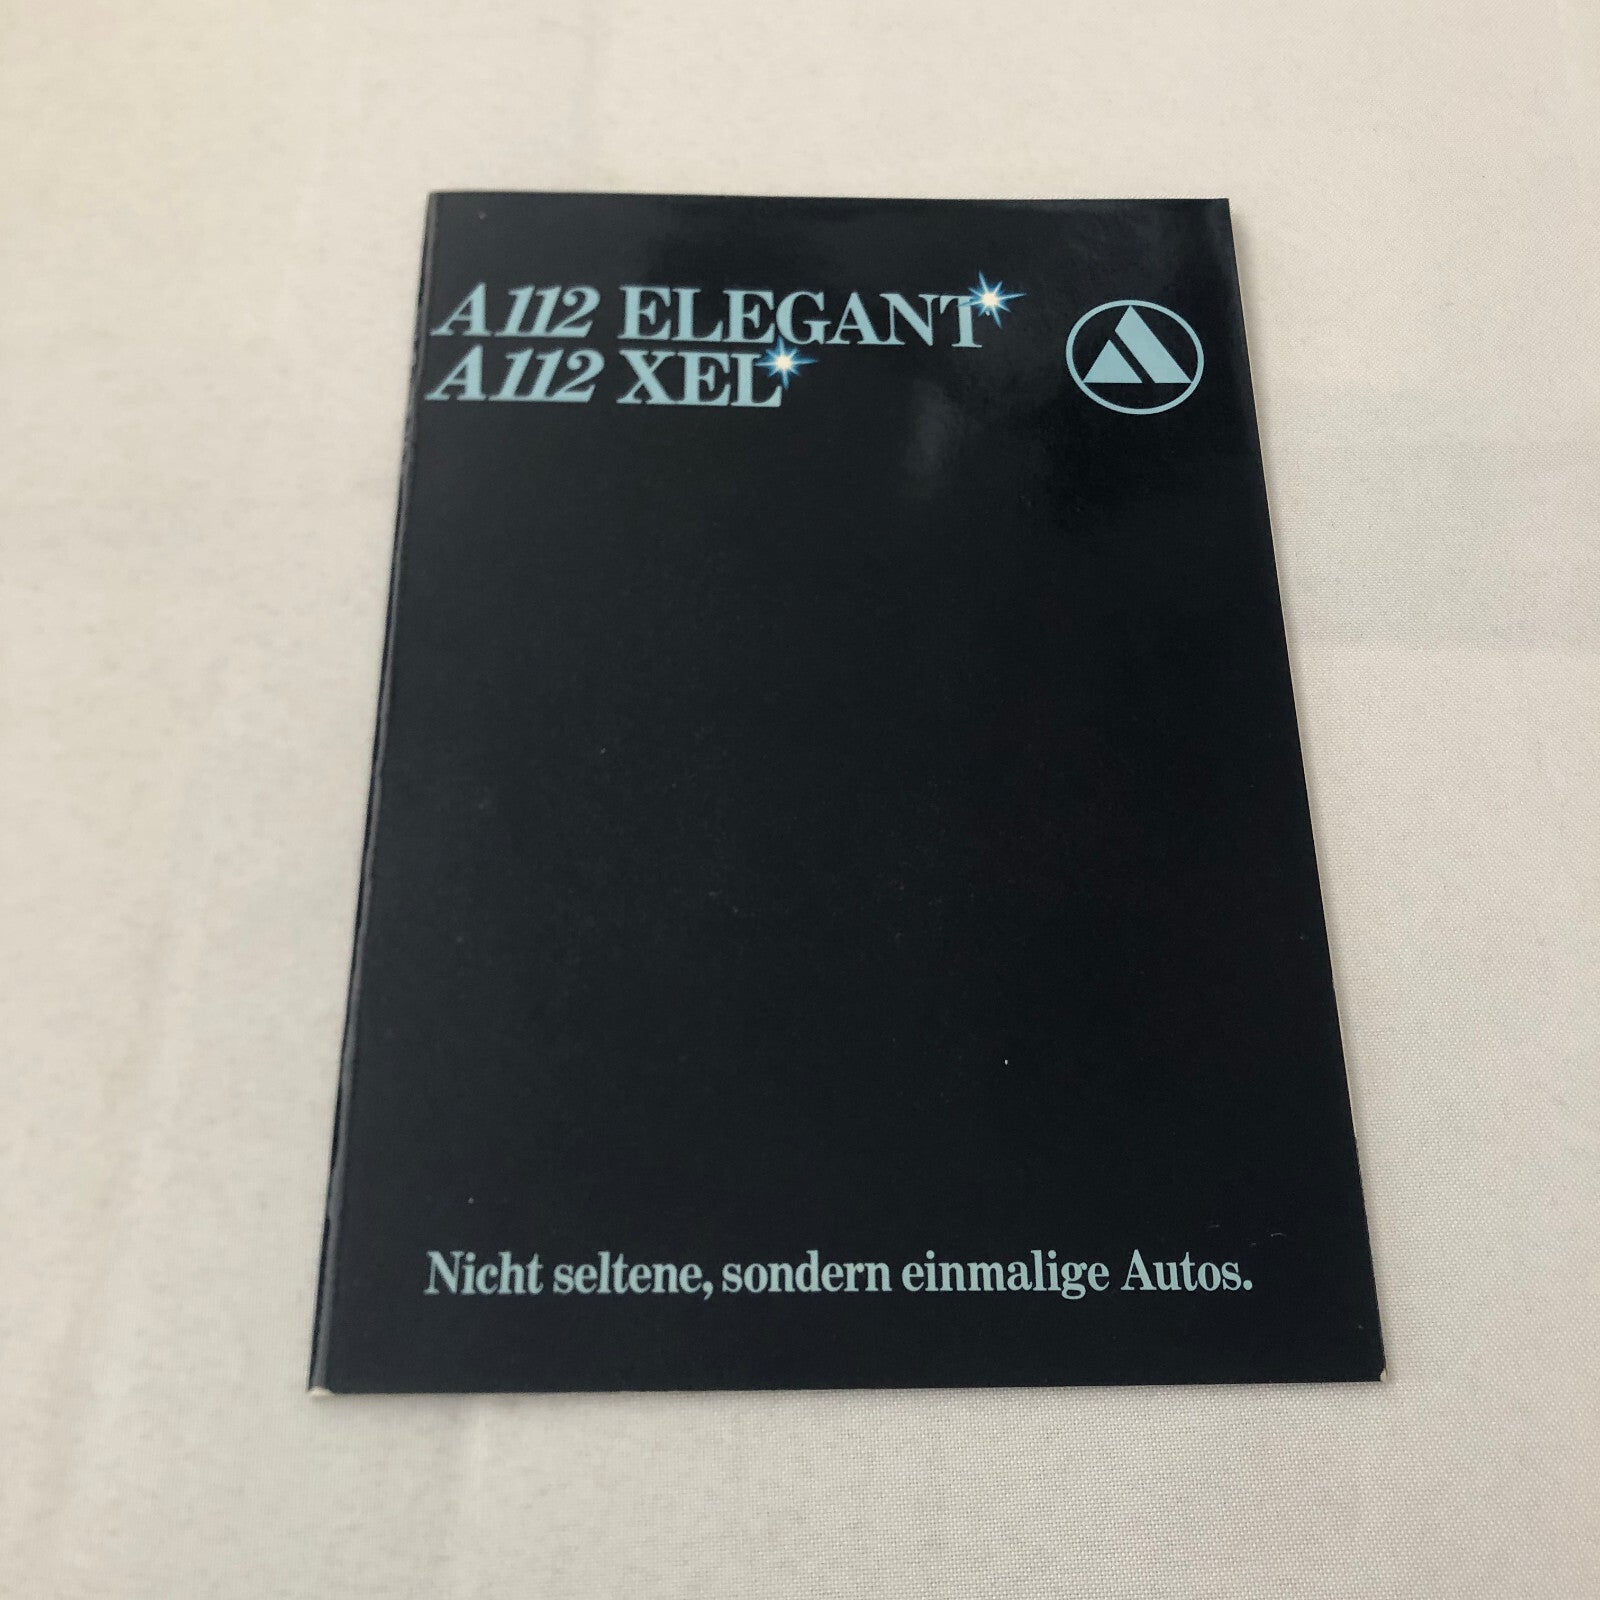 A112 ELEGANT
A112 XEL
Nicht seltene, sondern einmalige Autos.